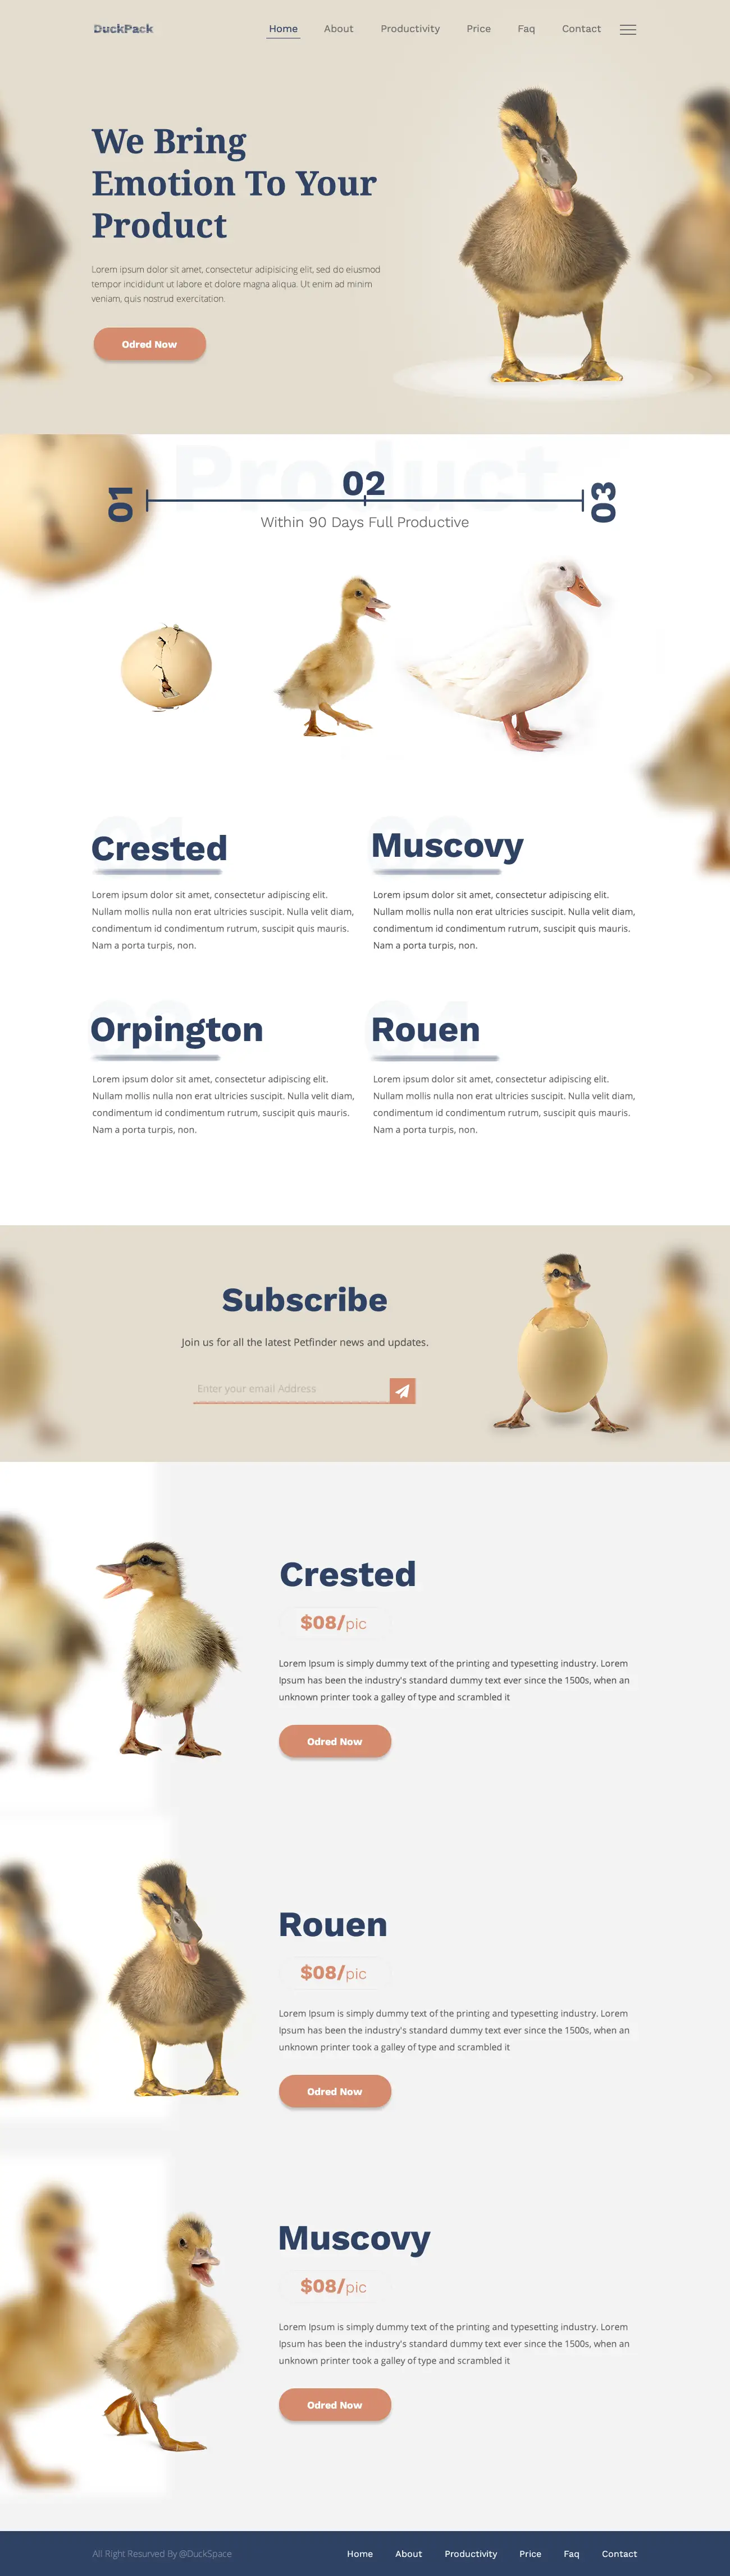 DuckPack
Home About Productivity Price Faq Contact
We Bring
Emotion To Your
Product
Lorem ipsum dolor sit amet, consectetur adipisicing elit, sed do eiusmod
tempor incididunt ut labore et dolore magna aliqua. Ut enim ad minim
veniam, quis nostrud exercitation.
Odred Now
Product
01
02
03
Within 90 Days Full Productive
01
Crested
Lorem ipsum dolor sit amet, consectetur adipiscing elit.
Nullam mollis nulla non erat ultricies suscipit. Nulla velit diam,
condimentum id condimentum rutrum, suscipit quis mauris.
Nam a porta turpis, non.
02
Muscovy
Lorem ipsum dolor sit amet, consectetur adipiscing elit.
Nullam mollis nulla non erat ultricies suscipit. Nulla velit diam,
condimentum id condimentum rutrum, suscipit quis mauris.
Nam a porta turpis, non.
03
Orpington
Lorem ipsum dolor sit amet, consectetur adipiscing elit.
Nullam mollis nulla non erat ultricies suscipit. Nulla velit diam,
condimentum id condimentum rutrum, suscipit quis mauris.
Nam a porta turpis, non.
04
Rouen
Lorem ipsum dolor sit amet, consectetur adipiscing elit.
Nullam mollis nulla non erat ultricies suscipit. Nulla velit diam,
condimentum id condimentum rutrum, suscipit quis mauris.
Nam a porta turpis, non.
Subscribe
Join us for all the latest Petfinder news and updates.
Enter your email Address
Crested
$08/pic
Lorem Ipsum is simply dummy text of the printing and typesetting industry. Lorem
Ipsum has been the industry's standard dummy text ever since the 1500s, when an
unknown printer took a galley of type and scrambled it
Odred Now
Rouen
$08/pic
Lorem Ipsum is simply dummy text of the printing and typesetting industry. Lorem
Ipsum has been the industry's standard dummy text ever since the 1500s, when an
unknown printer took a galley of type and scrambled it
Odred Now
Muscovy
$08/pic
Lorem Ipsum is simply dummy text of the printing and typesetting industry. Lorem
Ipsum has been the industry's standard dummy text ever since the 1500s, when an
unknown printer took a galley of type and scrambled it
Odred Now
All Right Resurved By @DuckSpace
Home About Productivity Price Faq Contact